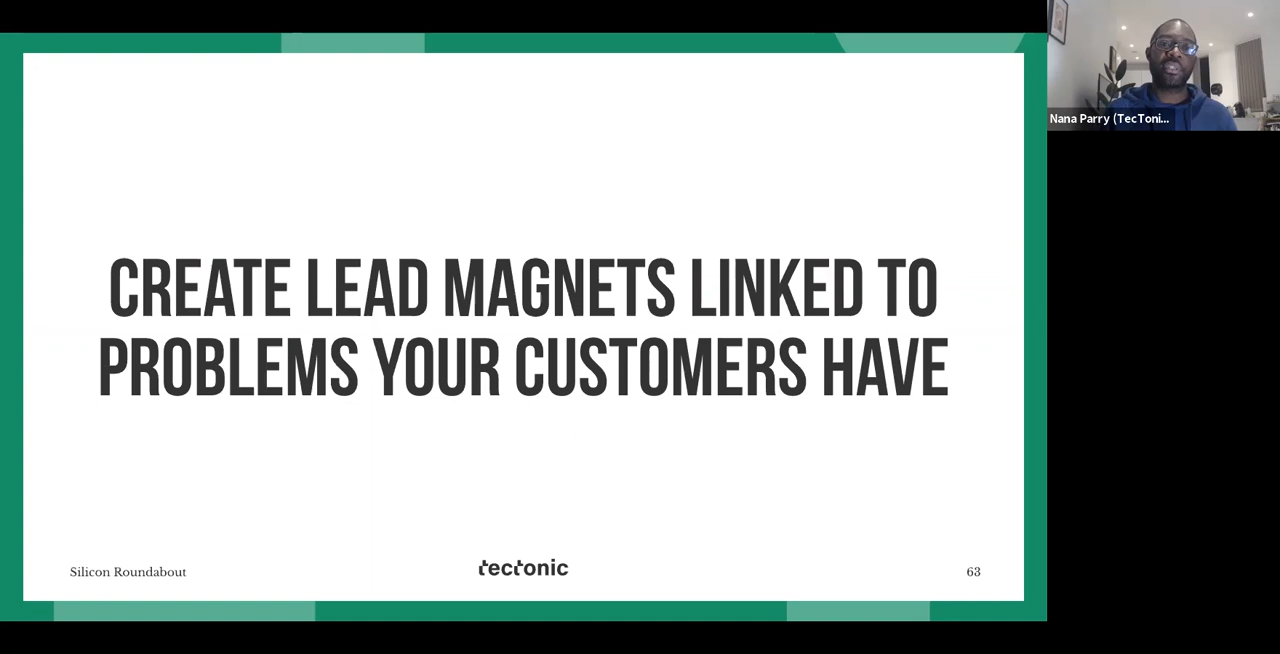 CREATE LEAD MAGNETS LINKED TO
PROBLEMS YOUR CUSTOMERS HAVE
Silicon Roundabout
tectonic
63
Nana Parry (TecToni...